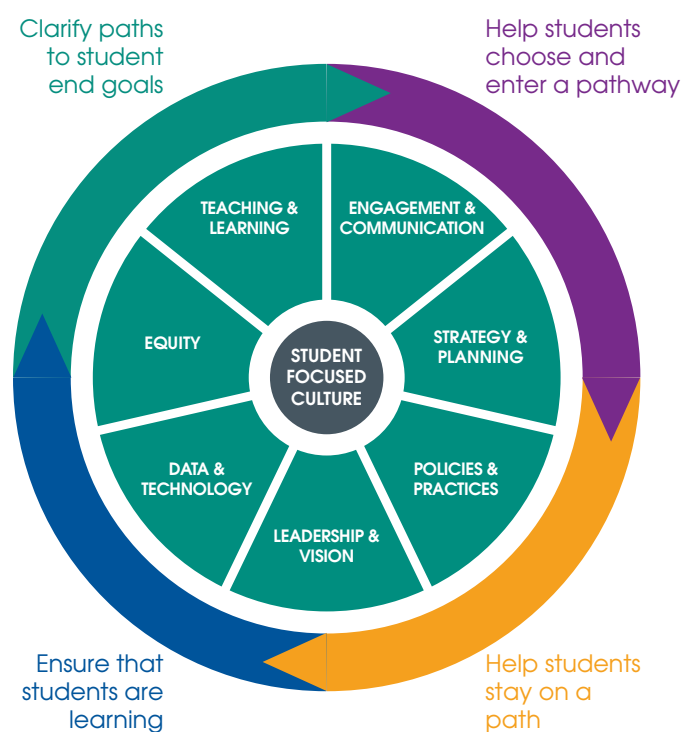 Clarify paths
to student
end goals
Help students
choose and
enter a pathway
TEACHING &
LEARNING
ENGAGEMENT &
COMMUNICATION
EQUITY
STRATEGY &
PLANNING
STUDENT
FOCUSED
CULTURE
DATA &
TECHNOLOGY
POLICIES &
PRACTICES
LEADERSHIP &
VISION
Ensure that
students are
learning
Help students
stay on a
path